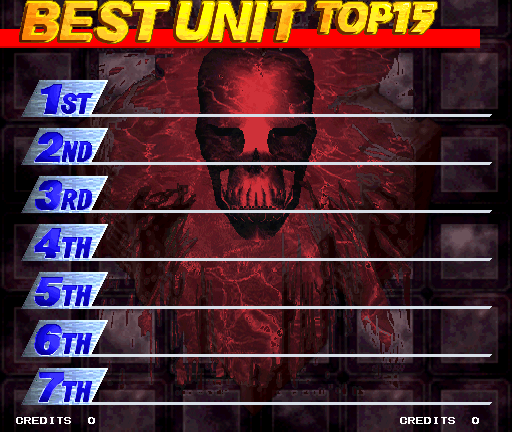 BEST UNIT TOP15
1ST
2ND
3RD
4TH
5TH
6TH
7TH
CREDITS 0 CREDITS 0